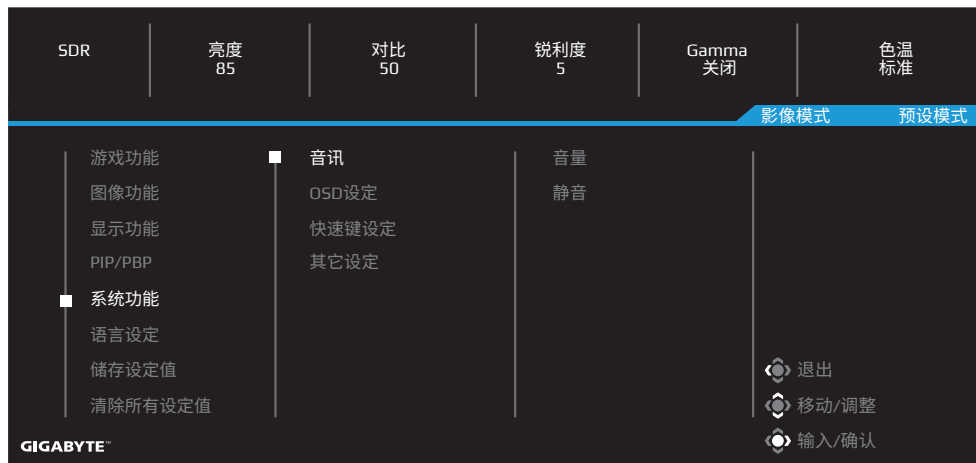 SDR
亮度
85
对比
50
锐利度
5
Gamma
关闭
色温
标准
影像模式 预设模式
游戏功能
图像功能
显示功能
PIP/PBP
系统功能
语言设定
储存设定值
清除所有设定值
音讯
OSD设定
快速键设定
其它设定
音量
静音
退出
移动/调整
输入/确认
GIGABYTE™